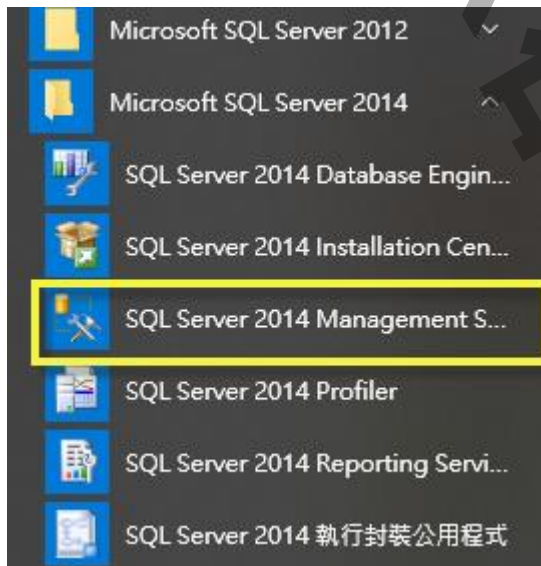 Microsoft SQL Server 2012
Microsoft SQL Server 2014
SQL Server 2014 Database Engin...
SQL Server 2014 Installation Cen...
SQL Server 2014 Management S...
SQL Server 2014 Profiler
SQL Server 2014 Reporting Servi...
SQL Server 2014 執行封裝公用程式